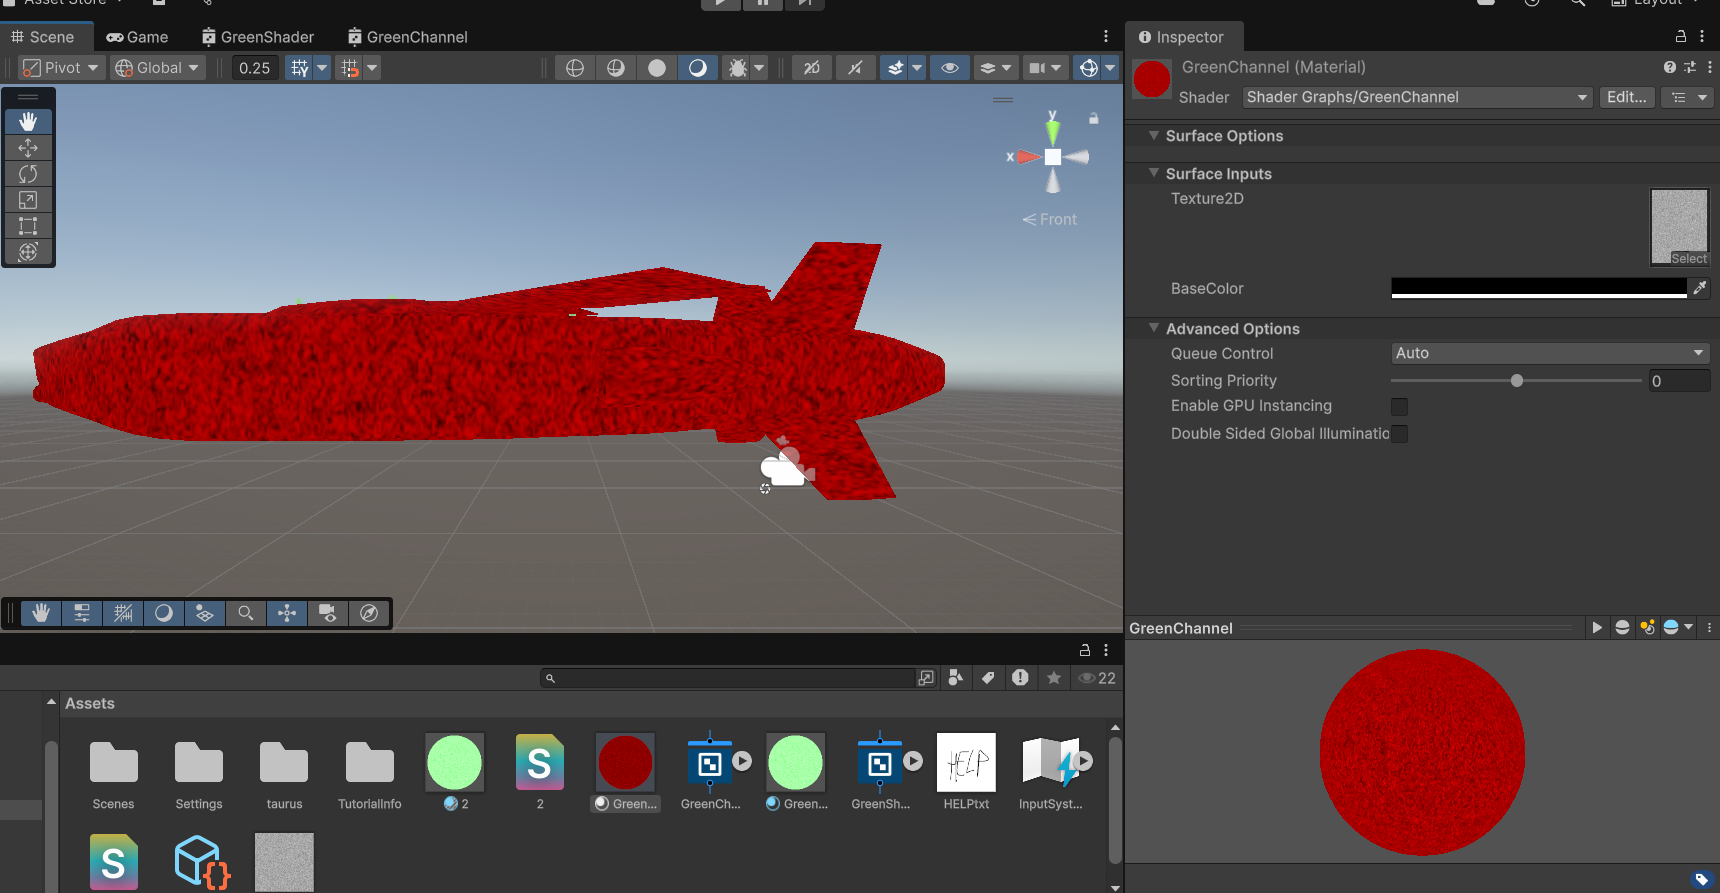 Asset Store
Layout
Scene
Game
GreenShader
GreenChannel
Inspector
Pivot
Global
0.25
2D
GreenChannel (Material)
Shader
Shader Graphs/GreenChannel
Edit...
y
x
Front
Surface Options
Surface Inputs
Texture2D
Select
BaseColor
Advanced Options
Queue Control
Auto
Sorting Priority
0
Enable GPU Instancing
Double Sided Global Illuminatio
GreenChannel
22
Assets
S
HELP
Scenes
Settings
taurus
TutorialInfo
2
2
Green...
GreenCh...
Green...
GreenSh...
HELPtxt
InputSyst...
S
{}